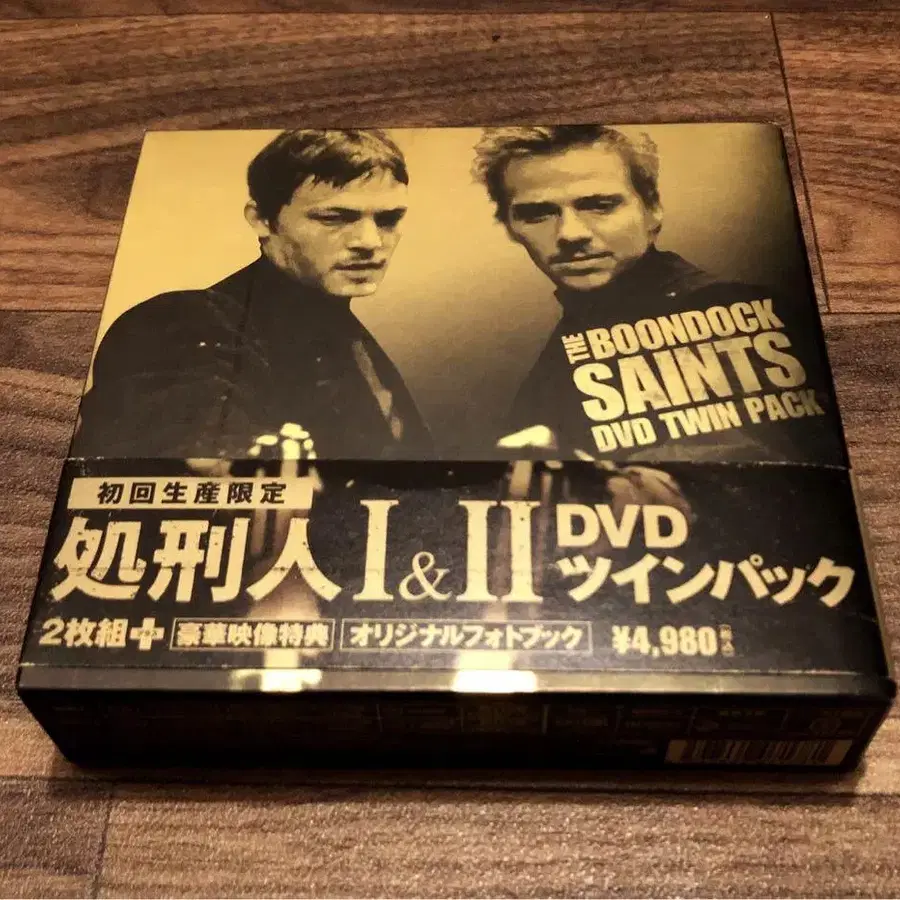 THE BOONDOCK
SAINTS
DVD TWIN PACK
初回生産限定
処刑人 I & II DVD
ツインパック
2枚組+ 豪華映像特典 オリジナルフォトブック ¥4,980